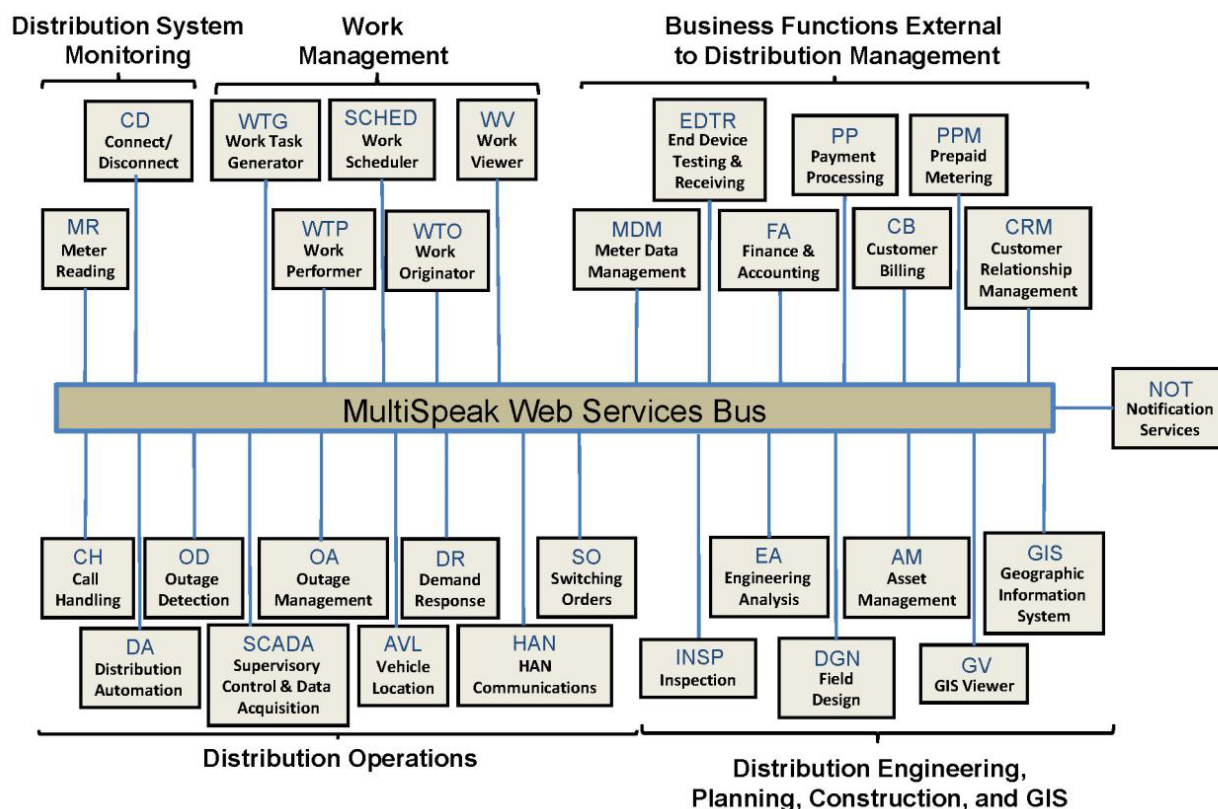 Distribution System
Monitoring
Work
Management
Business Functions External
to Distribution Management
CD
Connect/
Disconnect
WTG
Work Task
Generator
SCHED
Work
Scheduler
WV
Work
Viewer
EDTR
End Device
Testing &
Receiving
PP
Payment
Processing
PPM
Prepaid
Metering
MR
Meter
Reading
WTP
Work
Performer
WTO
Work
Originator
MDM
Meter Data
Management
FA
Finance &
Accounting
CB
Customer
Billing
CRM
Customer
Relationship
Management
MultiSpeak Web Services Bus
NOT
Notification
Services
CH
Call
Handling
OD
Outage
Detection
OA
Outage
Management
DR
Demand
Response
SO
Switching
Orders
EA
Engineering
Analysis
AM
Asset
Management
GIS
Geographic
Information
System
DA
Distribution
Automation
SCADA
Supervisory
Control & Data
Acquisition
AVL
Vehicle
Location
HAN
HAN
Communications
INSP
Inspection
DGN
Field
Design
GV
GIS Viewer
Distribution Operations
Distribution Engineering,
Planning, Construction, and GIS